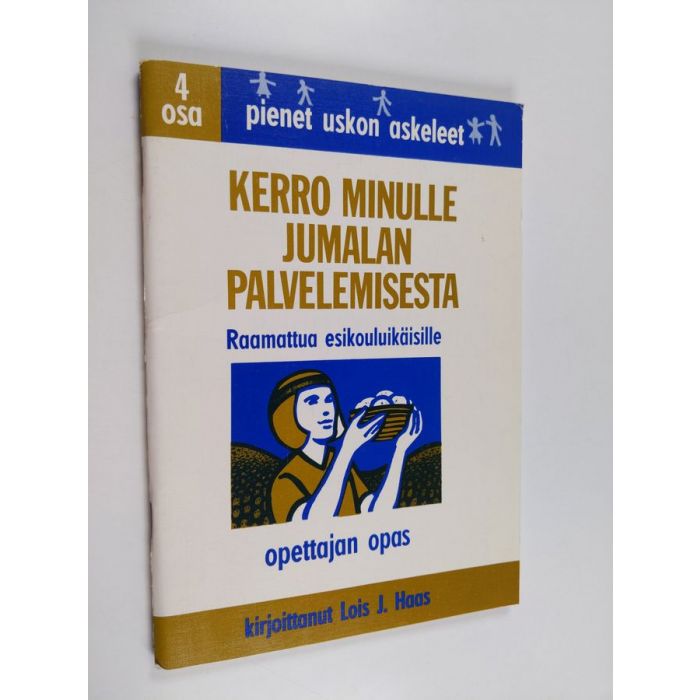 4
osa
pienet uskon askeleet
KERRO MINULLE
JUMALAN
PALVELEMISESTA
Raamattua esikouluikäisille
opettajan opas
kirjoittanut Lois J. Haas